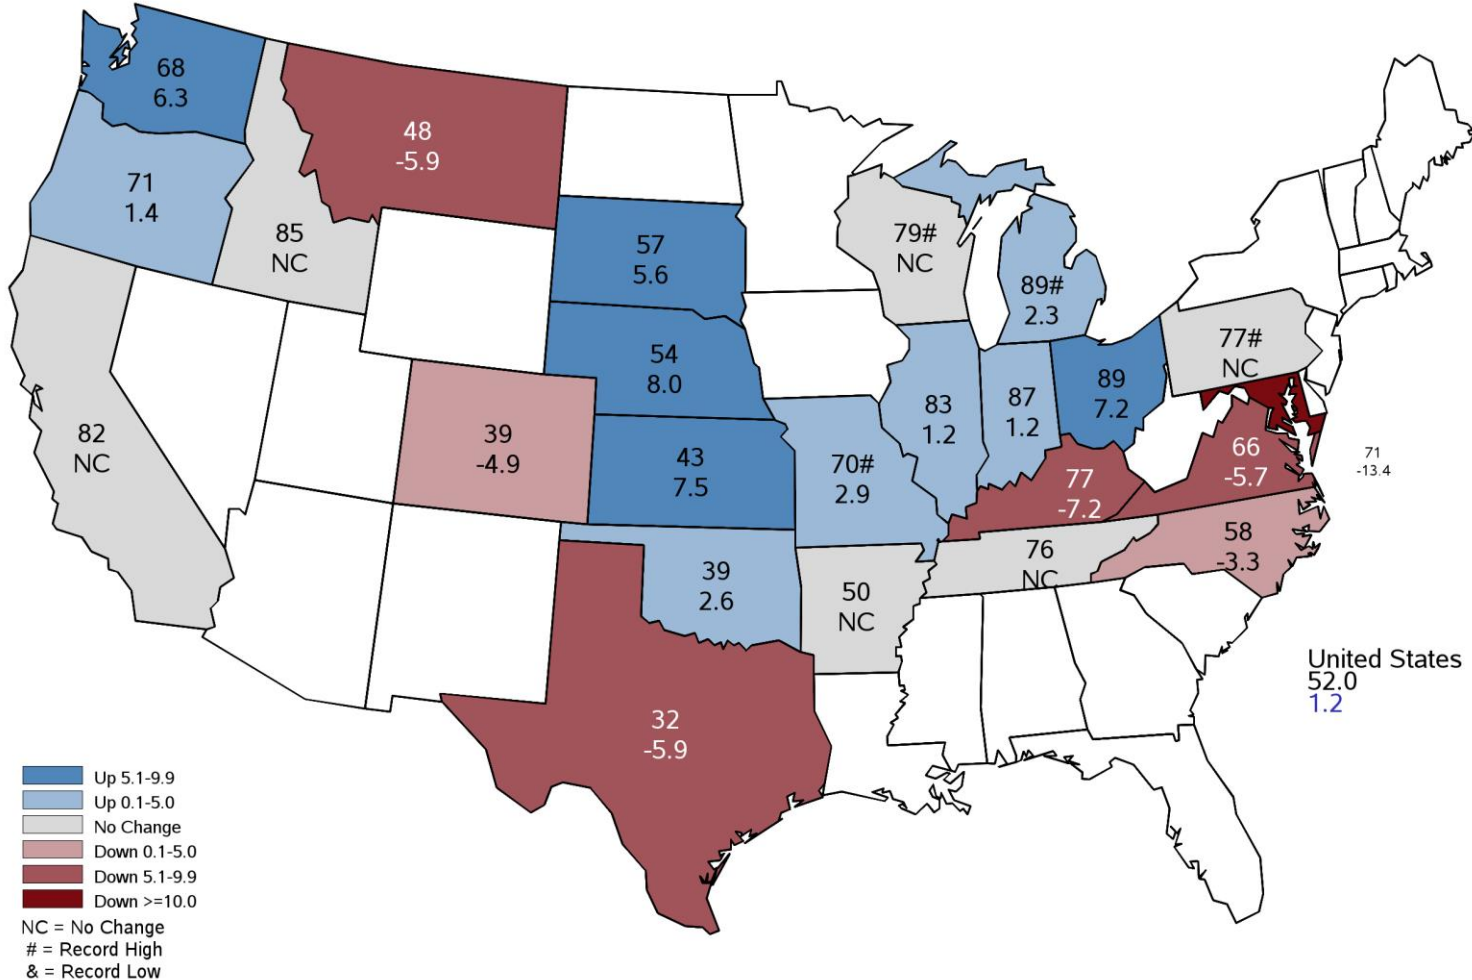 68
6.3
48
-5.9
71
1.4
85
NC
57
5.6
79#
NC
89#
2.3
77#
NC
54
8.0
82
NC
39
-4.9
43
7.5
70#
2.9
83
1.2
87
1.2
89
7.2
77
-7.2
66
-5.7
71
-13.4
39
2.6
50
NC
76
NC
58
-3.3
32
-5.9
United States
52.0
1.2
Up 5.1-9.9
Up 0.1-5.0
No Change
Down 0.1-5.0
Down 5.1-9.9
Down >=10.0
NC = No Change
# = Record High
& = Record Low